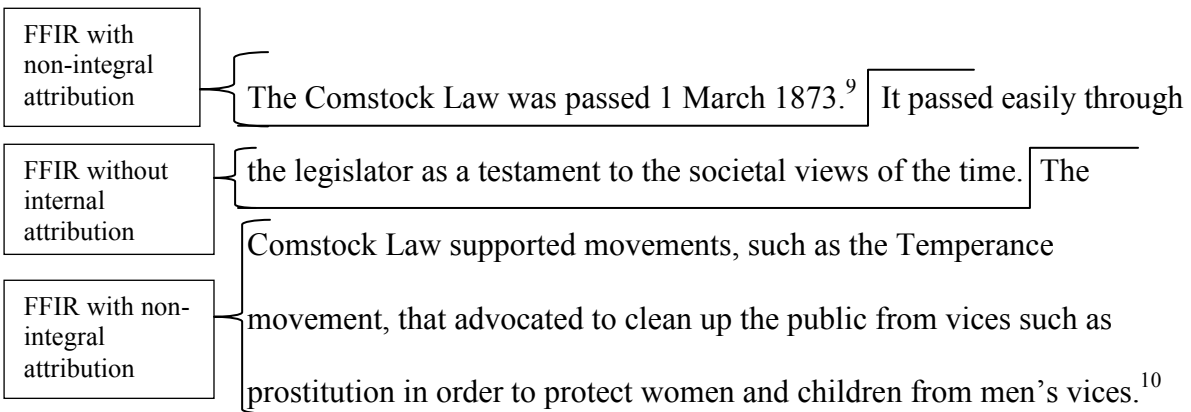 FFIR with
non-integral
attribution
The Comstock Law was passed 1 March 1873.⁹ It passed easily through
FFIR without
internal
attribution
the legislator as a testament to the societal views of the time. The
Comstock Law supported movements, such as the Temperance
FFIR with non-
integral
attribution
movement, that advocated to clean up the public from vices such as
prostitution in order to protect women and children from men’s vices.¹⁰